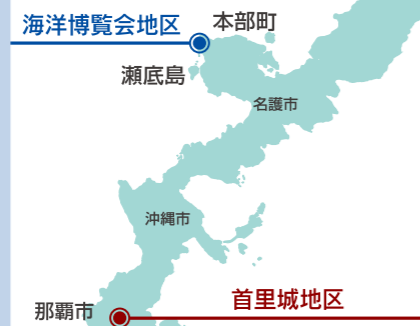 海洋博覧会地区
本部町
瀬底島
名護市
沖縄市
首里城地区
那覇市